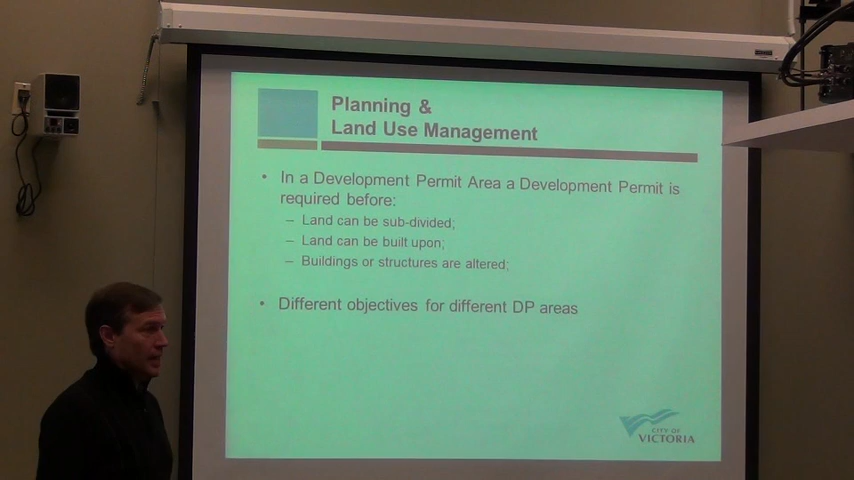 Planning &
Land Use Management
• In a Development Permit Area a Development Permit is
required before:
– Land can be sub-divided;
– Land can be built upon;
– Buildings or structures are altered;
• Different objectives for different DP areas
CITY OF
VICTORIA